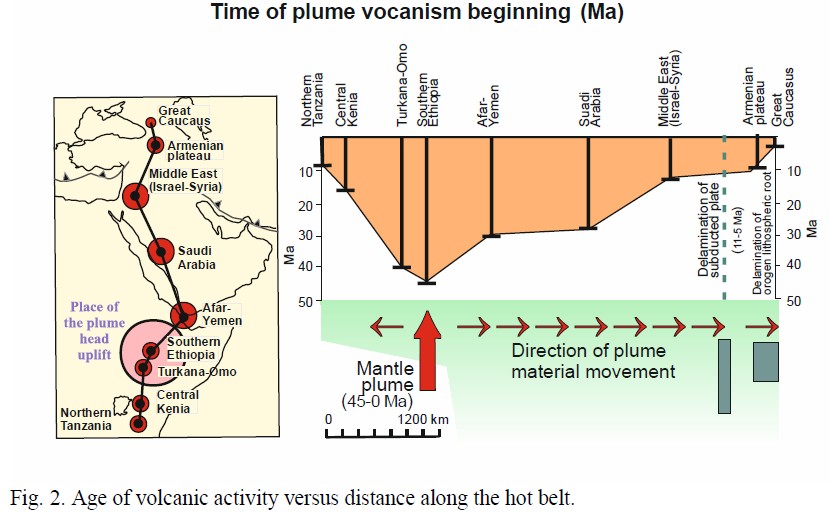 Time of plume vocanism beginning (Ma)
Great
Caucaus
Armenian
plateau
Middle East
(Israel-Syria)
Saudi
Arabia
Afar-
Yemen
Place of
the plume
head
uplift
Southern
Ethiopia
Turkana-Omo
Central
Kenia
Northern
Tanzania
Northern
Tanzania
Central
Kenia
Turkana-Omo
Southern
Ethiopia
Afar-
Yemen
Suadi
Arabia
Middle East
(Israel-Syria)
Armenian
plateau
Great
Caucasus
Ma
10
20
30
40
50
10
20
30
40
50
Ma
Delamination of
subducted plate
(11-5 Ma)
Delamination of
orogen lithospheric root
Mantle
plume
(45-0 Ma)
Direction of plume
material movement
0 1200 km
Fig. 2. Age of volcanic activity versus distance along the hot belt.